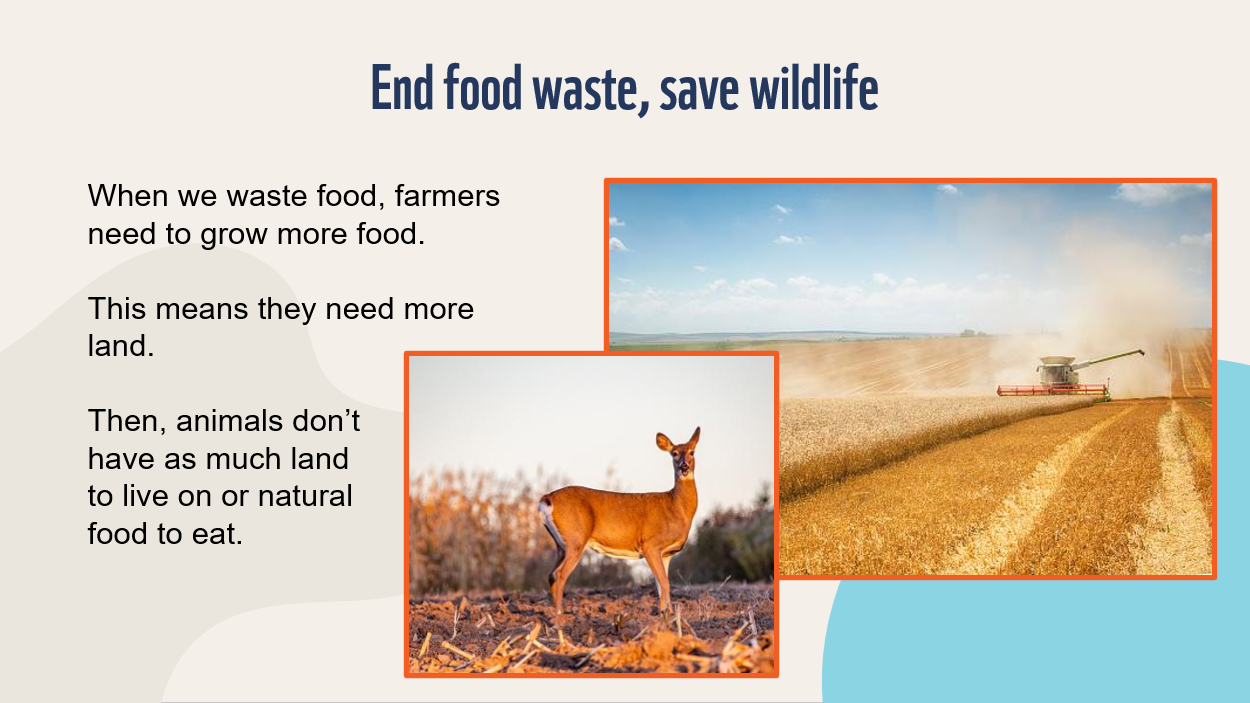 End food waste, save wildlife
When we waste food, farmers
need to grow more food.
This means they need more
land.
Then, animals don’t
have as much land
to live on or natural
food to eat.